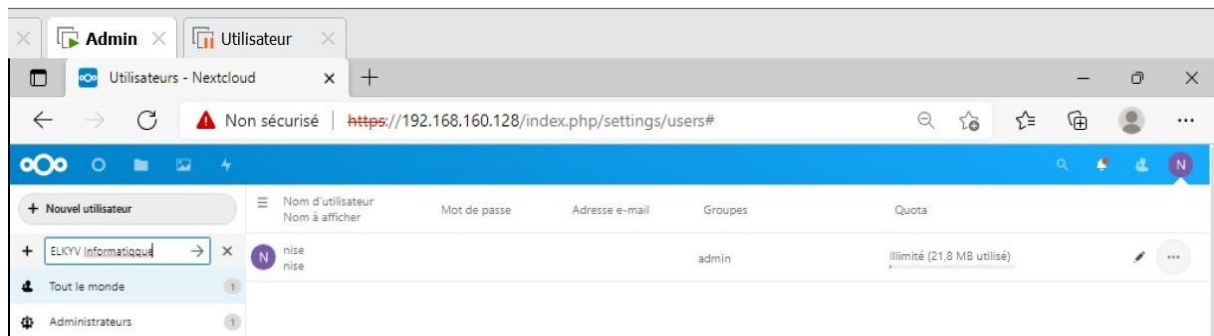 Admin Utilisateur
Utilisateurs - Nextcloud
Non sécurisé | https://192.168.160.128/index.php/settings/users#
N
+ Nouvel utilisateur
Nom d'utilisateur
Nom à afficher
Mot de passe Adresse e-mail Groupes Quota
ELKYV Informatioque
N nise
nise
admin Illimité (21,8 MB utilisé)
Tout le monde 1
Administrateurs 1